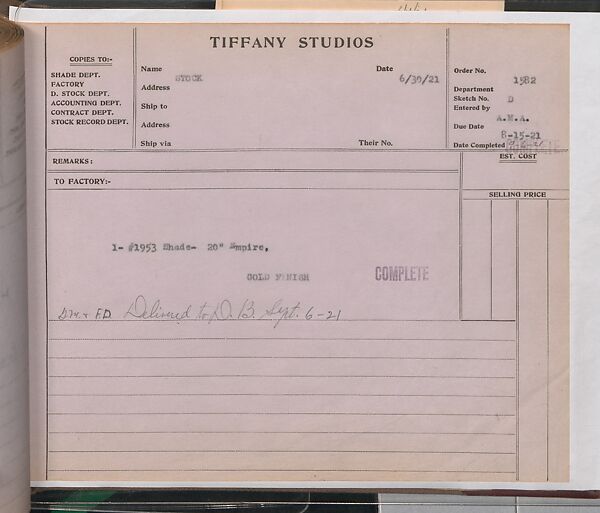 TIFFANY STUDIOS
COPIES TO:-
SHADE DEPT.
FACTORY
D. STOCK DEPT.
ACCOUNTING DEPT.
CONTRACT DEPT.
STOCK RECORD DEPT.
Name STOCK
Date 6/30/21
Address
Ship to
Address
Ship via
Their No.
Order No. 1582
Department
Sketch No. D
Entered by
A.M.A.
Due Date
8-15-21
Date Completed
REMARKS:
EST. COST
TO FACTORY:-
SELLING PRICE
1- #1953 Shade- 20" Empire,
GOLD FINISH
COMPLETE
Delivered to D. B. Sept. 6-21